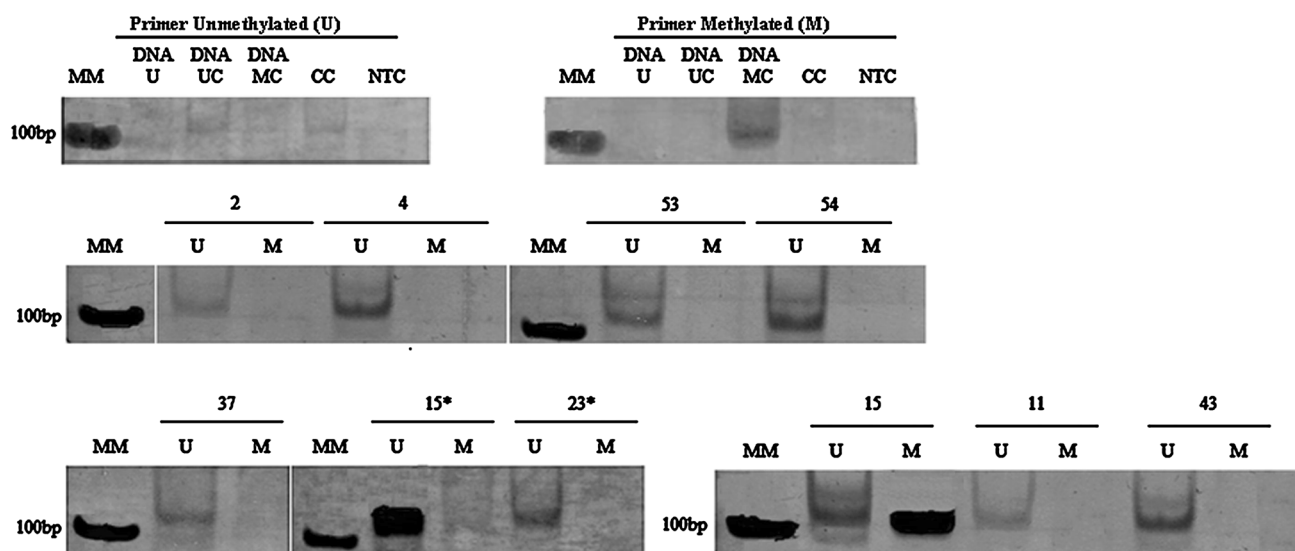 Primer Unmethylated (U) Primer Methylated (M)
DNA DNA DNA DNA DNA DNA
MM U UC MC CC NTC MM U UC MC CC NTC
100bp
2 4 53 54
MM U M U M MM U M U M
100bp
37 15* 23* 15 11 43
MM U M MM U M U M MM U M U M U M
100bp 100bp